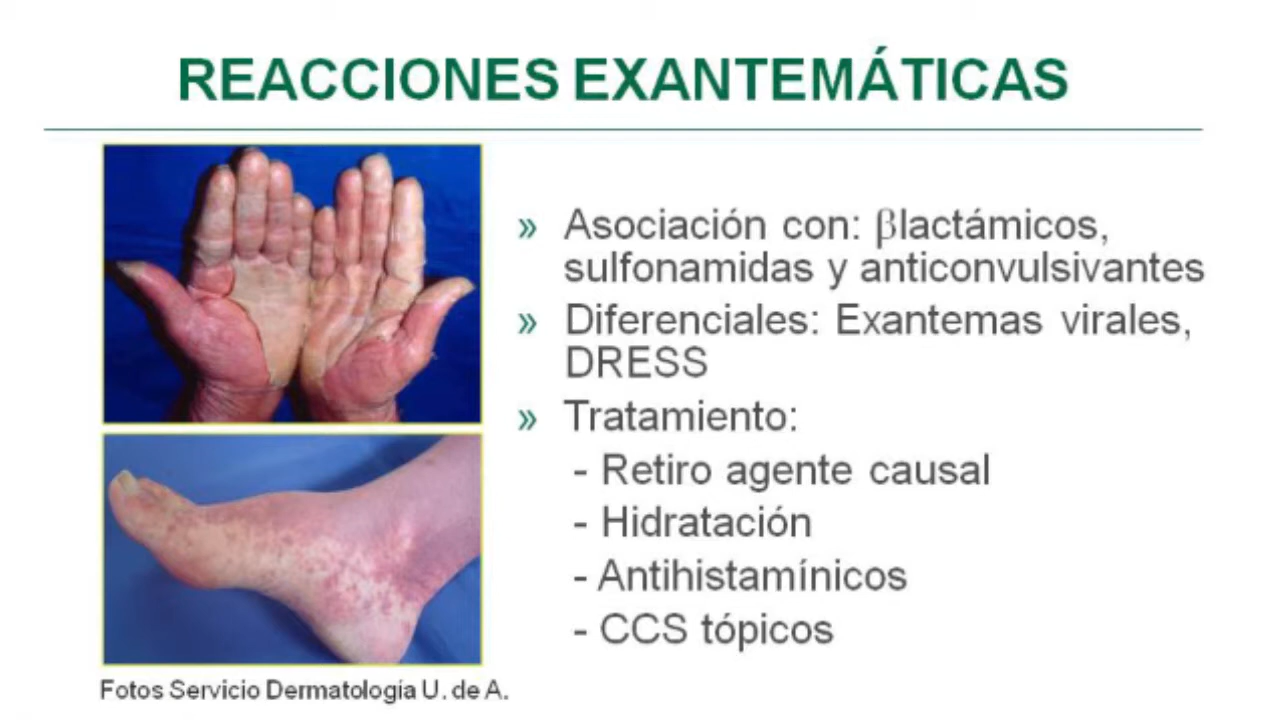 REACCIONES EXANTEMÁTICAS
» Asociación con: βlactámicos,
sulfonamidas y anticonvulsivantes
» Diferenciales: Exantemas virales,
DRESS
» Tratamiento:
- Retiro agente causal
- Hidratación
- Antihistamínicos
- CCS tópicos
Fotos Servicio Dermatología U. de A.